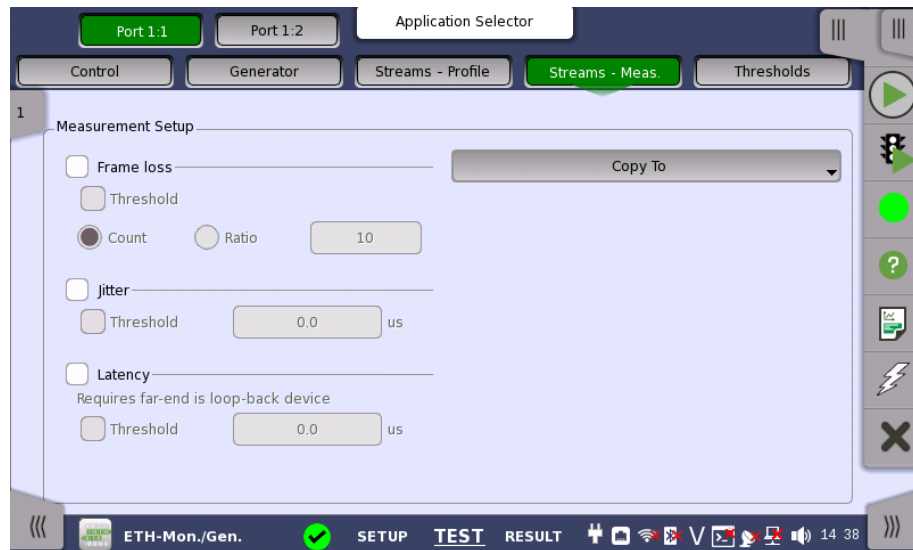 Port 1:1
Port 1:2
Application Selector
Control
Generator
Streams - Profile
Streams - Meas.
Thresholds
1
Measurement Setup
Frame loss
Copy To
Threshold
Count
Ratio
10
Jitter
Threshold
0.0
us
Latency
Requires far-end is loop-back device
Threshold
0.0
us
ETH-Mon./Gen.
SETUP
TEST
RESULT
V
14 38